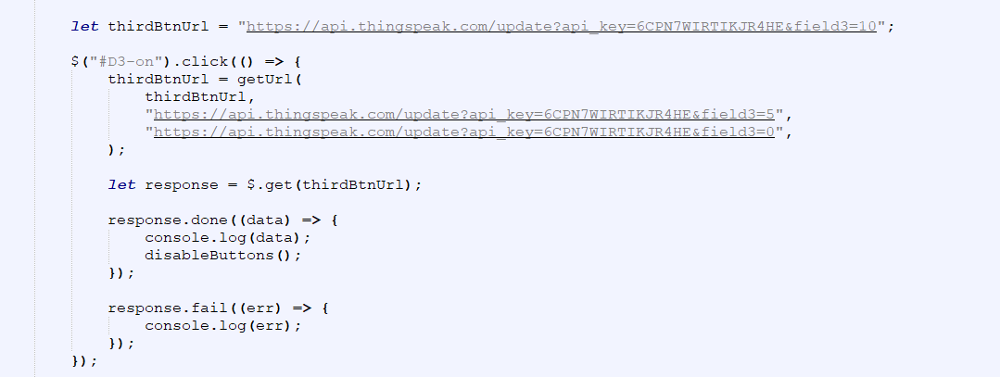 let thirdBtnUrl = "https://api.thingspeak.com/update?api_key=6CPN7WIRTIKJR4HE&field3=10";
$("#D3-on").click(() => {
thirdBtnUrl = getUrl(
thirdBtnUrl,
"https://api.thingspeak.com/update?api_key=6CPN7WIRTIKJR4HE&field3=5",
"https://api.thingspeak.com/update?api_key=6CPN7WIRTIKJR4HE&field3=0",
);
let response = $.get(thirdBtnUrl);
response.done((data) => {
console.log(data);
disableButtons();
});
response.fail((err) => {
console.log(err);
});
});